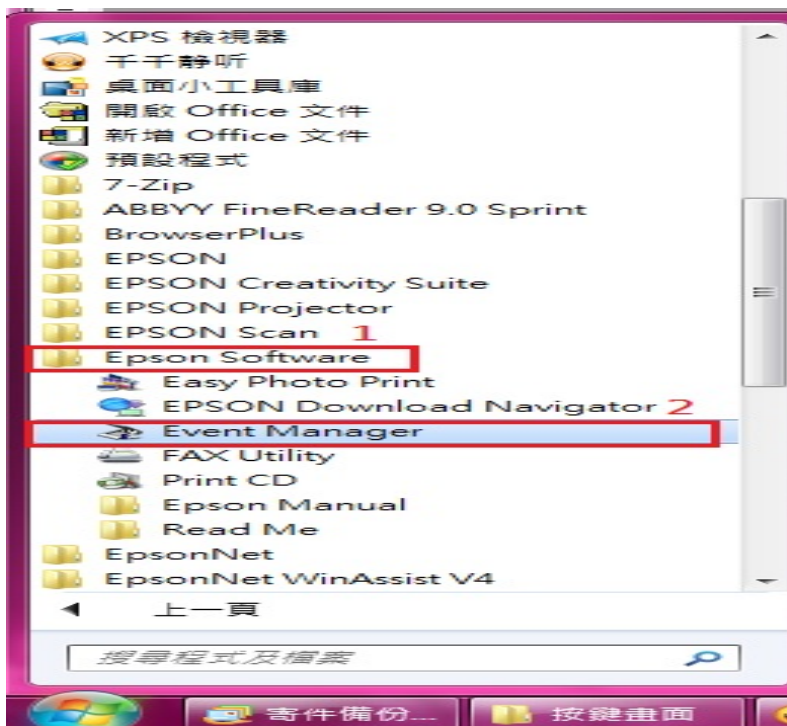 XPS 檢視器
千千静听
桌面小工具庫
開啟 Office 文件
新增 Office 文件
預設程式
7-Zip
ABBYY FineReader 9.0 Sprint
BrowserPlus
EPSON
EPSON Creativity Suite
EPSON Projector
EPSON Scan 1
Epson Software
Easy Photo Print
EPSON Download Navigator 2
Event Manager
FAX Utility
Print CD
Epson Manual
Read Me
EpsonNet
EpsonNet WinAssist V4
上一頁
搜尋程式及檔案
寄件備份... 按鍵畫面